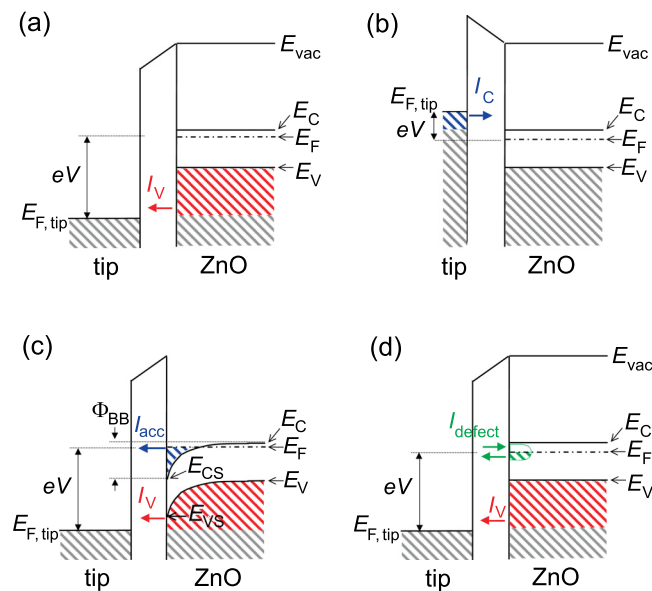 (a)
E_vac
E_C
E_F
E_V
eV
I_V
E_F, tip
tip
ZnO
(b)
E_vac
E_F, tip
I_C
eV
E_C
E_F
E_V
tip
ZnO
(c)
Φ_BB
I_acc
E_C
E_F
E_CS
eV
E_V
I_V
E_VS
E_F, tip
tip
ZnO
(d)
E_vac
I_defect
E_C
E_F
eV
E_V
I_V
E_F, tip
tip
ZnO